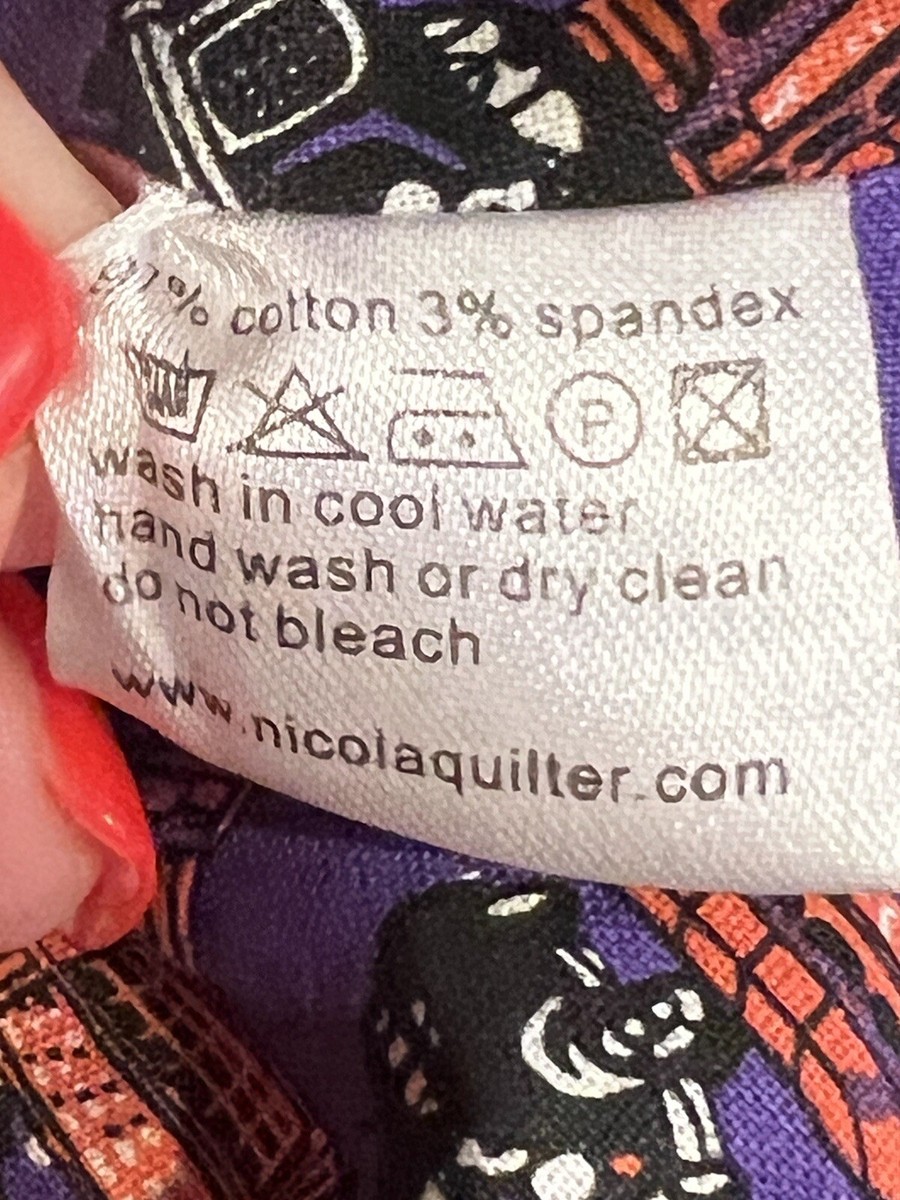 97% cotton 3% spandex
P
wash in cool water
hand wash or dry clean
do not bleach
www.nicolaquilter.com